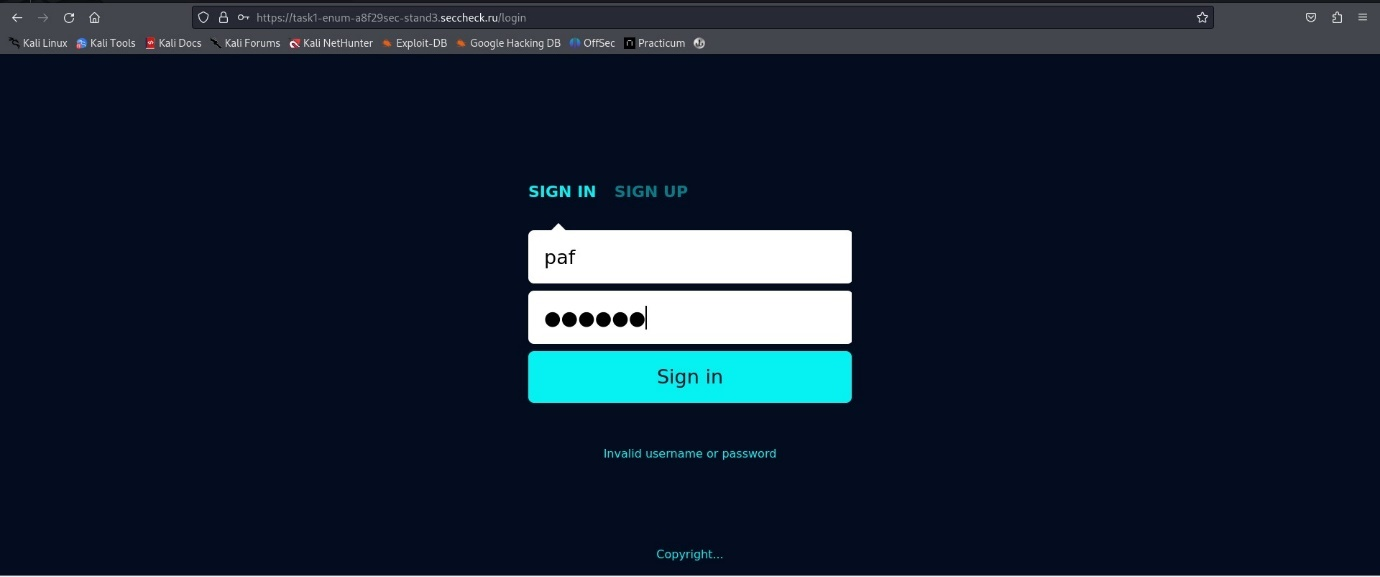 https://task1-enum-a8f29sec-stand3.seccheck.ru/login
Kali Linux Kali Tools Kali Docs Kali Forums Kali NetHunter Exploit-DB Google Hacking DB OffSec Practicum
SIGN IN SIGN UP
paf
Sign in
Invalid username or password
Copyright...